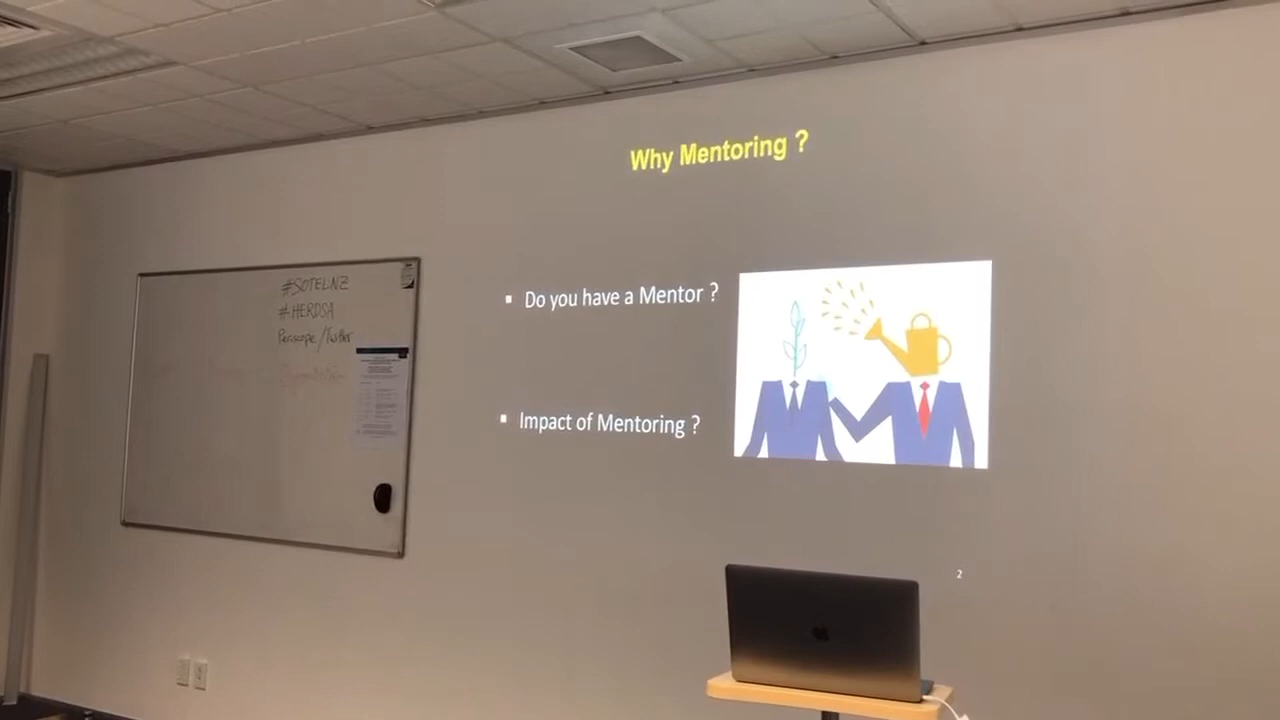 Why Mentoring ?
Do you have a Mentor ?
Impact of Mentoring ?
2
#SOTELNZ
#HERDSA
Periscope/Twitter